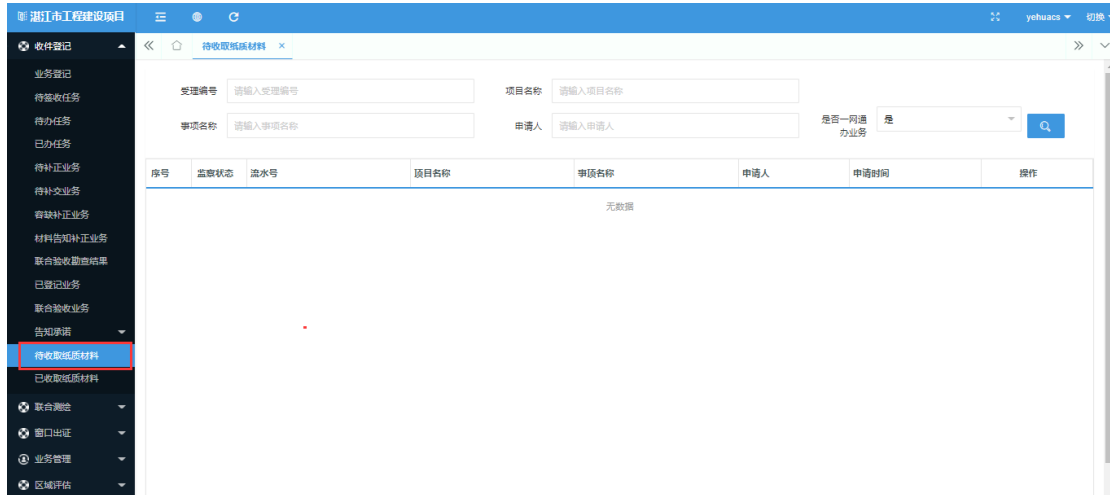 湛江市工程建设项目
yehuacs
切换
收件登记
待收取纸质材料 ×
业务登记
待签收任务
待办任务
已办任务
待补正业务
待补交业务
容缺补正业务
材料告知补正业务
联合验收勘查结果
已登记业务
联合验收业务
告知承诺
待收取纸质材料
已收取纸质材料
联合测绘
窗口出证
业务管理
区域评估
受理编号 请输入受理编号 项目名称 请输入项目名称
事项名称 请输入事项名称 申请人 请输入申请人 是否一网通 是
办业务
序号 监察状态 流水号 项目名称 事项名称 申请人 申请时间 操作
无数据